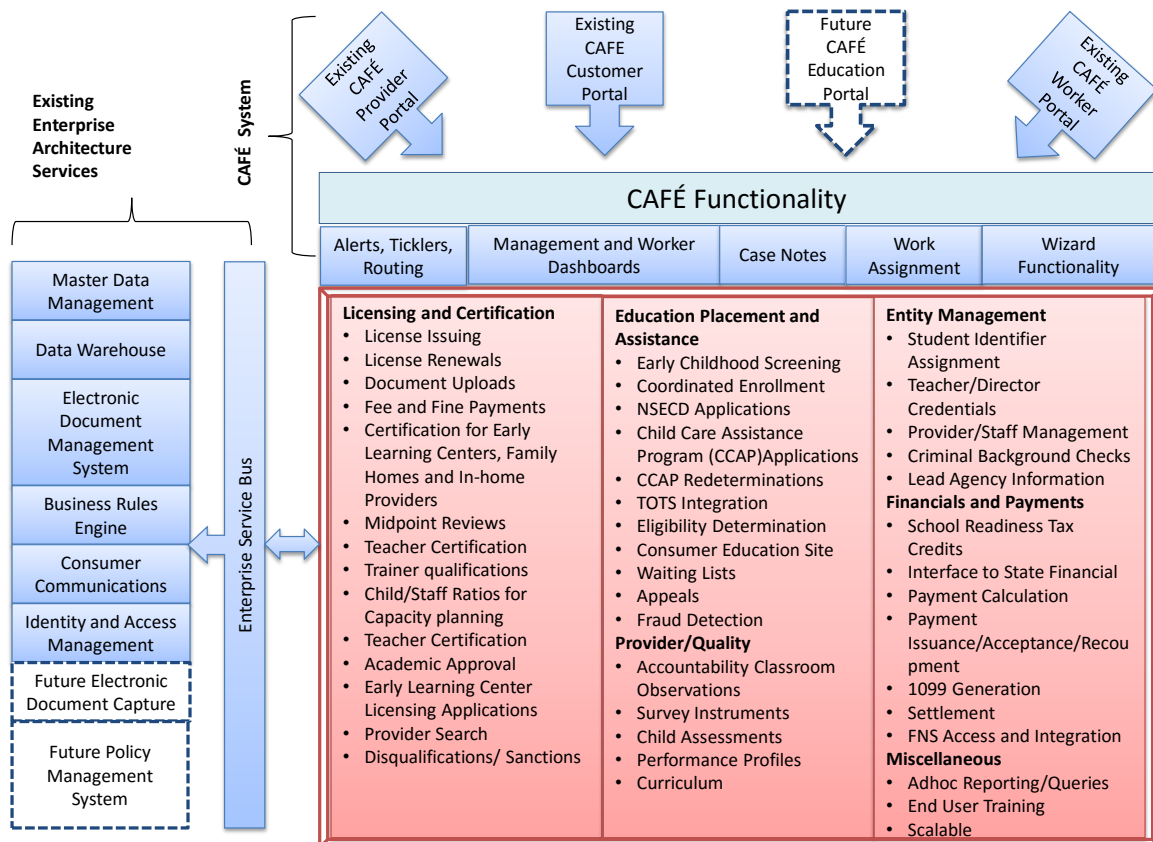 Existing
Enterprise
Architecture
Services
CAFÉ System
Existing
CAFÉ
Provider
Portal
Existing
CAFE
Customer
Portal
Future
CAFÉ
Education
Portal
Existing
CAFÉ
Worker
Portal
CAFÉ Functionality
Alerts, Ticklers,
Routing
Management and Worker
Dashboards
Case Notes
Work
Assignment
Wizard
Functionality
Master Data
Management
Data Warehouse
Electronic
Document
Management
System
Business Rules
Engine
Consumer
Communications
Identity and Access
Management
Future Electronic
Document Capture
Future Policy
Management
System
Enterprise Service Bus
Licensing and Certification
• License Issuing
• License Renewals
• Document Uploads
• Fee and Fine Payments
• Certification for Early
Learning Centers, Family
Homes and In-home
Providers
• Midpoint Reviews
• Teacher Certification
• Trainer qualifications
• Child/Staff Ratios for
Capacity planning
• Teacher Certification
• Academic Approval
• Early Learning Center
Licensing Applications
• Provider Search
• Disqualifications/ Sanctions
Education Placement and
Assistance
• Early Childhood Screening
• Coordinated Enrollment
• NSECD Applications
• Child Care Assistance
Program (CCAP)Applications
• CCAP Redeterminations
• TOTS Integration
• Eligibility Determination
• Consumer Education Site
• Waiting Lists
• Appeals
• Fraud Detection
Provider/Quality
• Accountability Classroom
Observations
• Survey Instruments
• Child Assessments
• Performance Profiles
• Curriculum
Entity Management
• Student Identifier
Assignment
• Teacher/Director
Credentials
• Provider/Staff Management
• Criminal Background Checks
• Lead Agency Information
Financials and Payments
• School Readiness Tax
Credits
• Interface to State Financial
• Payment Calculation
• Payment
Issuance/Acceptance/Recou
pment
• 1099 Generation
• Settlement
• FNS Access and Integration
Miscellaneous
• Adhoc Reporting/Queries
• End User Training
• Scalable